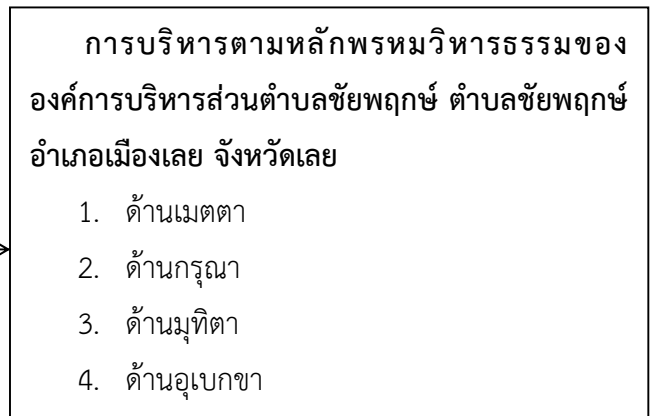 การบริหารตามหลักพรหมวิหารธรรมของ
องค์การบริหารส่วนตำบลชัยพฤกษ์ ตำบลชัยพฤกษ์
อำเภอเมืองเลย จังหวัดเลย
1. ด้านเมตตา
2. ด้านกรุณา
3. ด้านมุทิตา
4. ด้านอุเบกขา